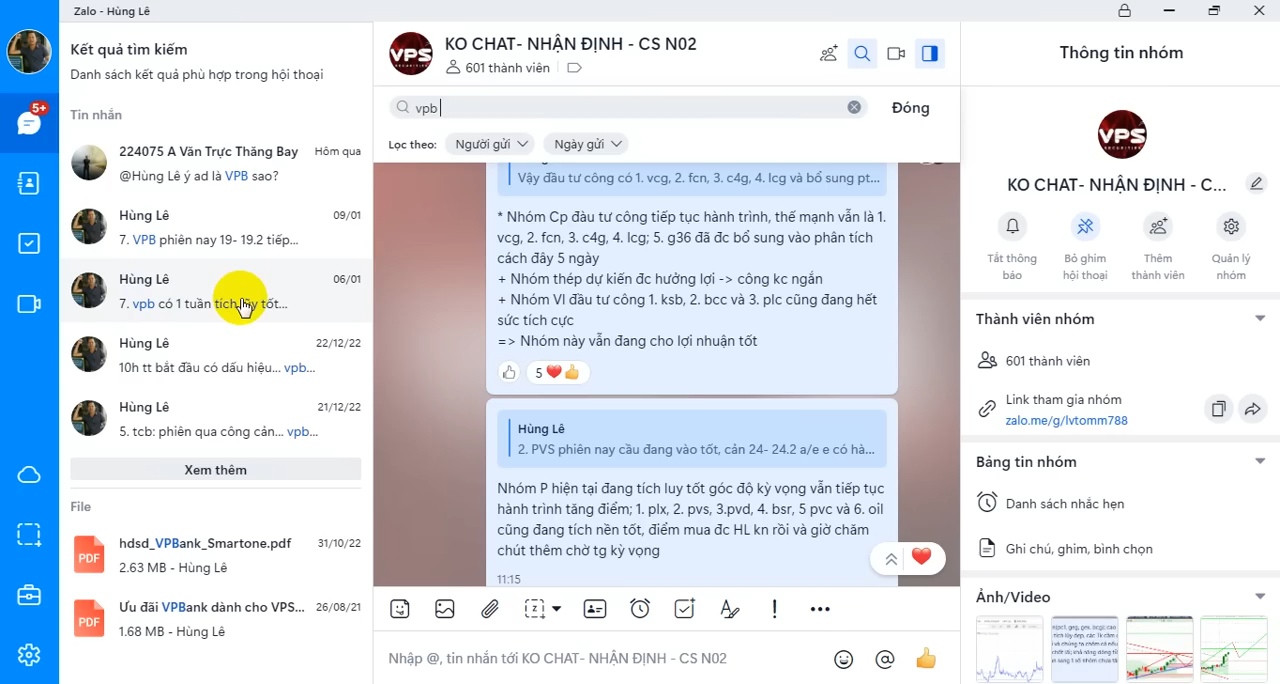 Zalo - Hùng Lê
5+
Kết quả tìm kiếm
Danh sách kết quả phù hợp trong hội thoại
Tin nhắn
224075 A Văn Trực Thăng Bay
Hôm qua
@Hùng Lê ý ad là VPB sao?
Hùng Lê
09/01
7. VPB phiên nay 19- 19.2 tiếp...
Hùng Lê
06/01
7. vpb có 1 tuần tích lũy tốt...
Hùng Lê
22/12/22
10h tt bắt đầu có dấu hiệu... vpb...
Hùng Lê
21/12/22
5. tcb: phiên qua công cản... vpb...
Xem thêm
File
PDF
hdsd_VPBank_Smartone.pdf
31/10/22
2.63 MB - Hùng Lê
PDF
Ưu đãi VPBank dành cho VPS...
26/08/21
1.68 MB - Hùng Lê
VPS
SECURITIES
KO CHAT- NHẬN ĐỊNH - CS N02
601 thành viên
vpb
Đóng
Lọc theo:
Người gửi
Ngày gửi
Vậy đầu tư công có 1. vcg, 2. fcn, 3. c4g, 4. lcg và bổ sung pt...
* Nhóm Cp đàu tư công tiếp tục hành trình, thế mạnh vẫn là 1.
vcg, 2. fcn, 3. c4g, 4. lcg; 5. g36 đã đc bổ sung vào phân tích
cách đây 5 ngày
+ Nhóm thép dự kiến đc hưởng lợi -> công kc ngắn
+ Nhóm Vl đầu tư công 1. ksb, 2. bcc và 3. plc cũng đang hết
sức tích cực
=> Nhóm này vẫn đang cho lợi nhuận tốt
5
Hùng Lê
2. PVS phiên nay cầu đang vào tốt, cản 24- 24.2 a/e e có hà...
Nhóm P hiện tại đang tích luy tốt góc độ kỳ vọng vẫn tiếp tục
hành trình tăng điểm; 1. plx, 2. pvs, 3.pvd, 4. bsr, 5 pvc và 6. oil
cũng đang tích nền tốt, điểm mua đc HL kn rồi và giờ chăm
chút thêm chờ tg kỳ vọng
11:15
Nhập @, tin nhắn tới KO CHAT- NHẬN ĐỊNH - CS N02
Thông tin nhóm
VPS
SECURITIES
KO CHAT- NHẬN ĐỊNH - C...
Tắt thông
báo
Bỏ ghim
hội thoại
Thêm
thành viên
Quản lý
nhóm
Thành viên nhóm
601 thành viên
Link tham gia nhóm
zalo.me/g/lvtomm788
Bảng tin nhóm
Danh sách nhắc hẹn
Ghi chú, ghim, bình chọn
Ảnh/Video